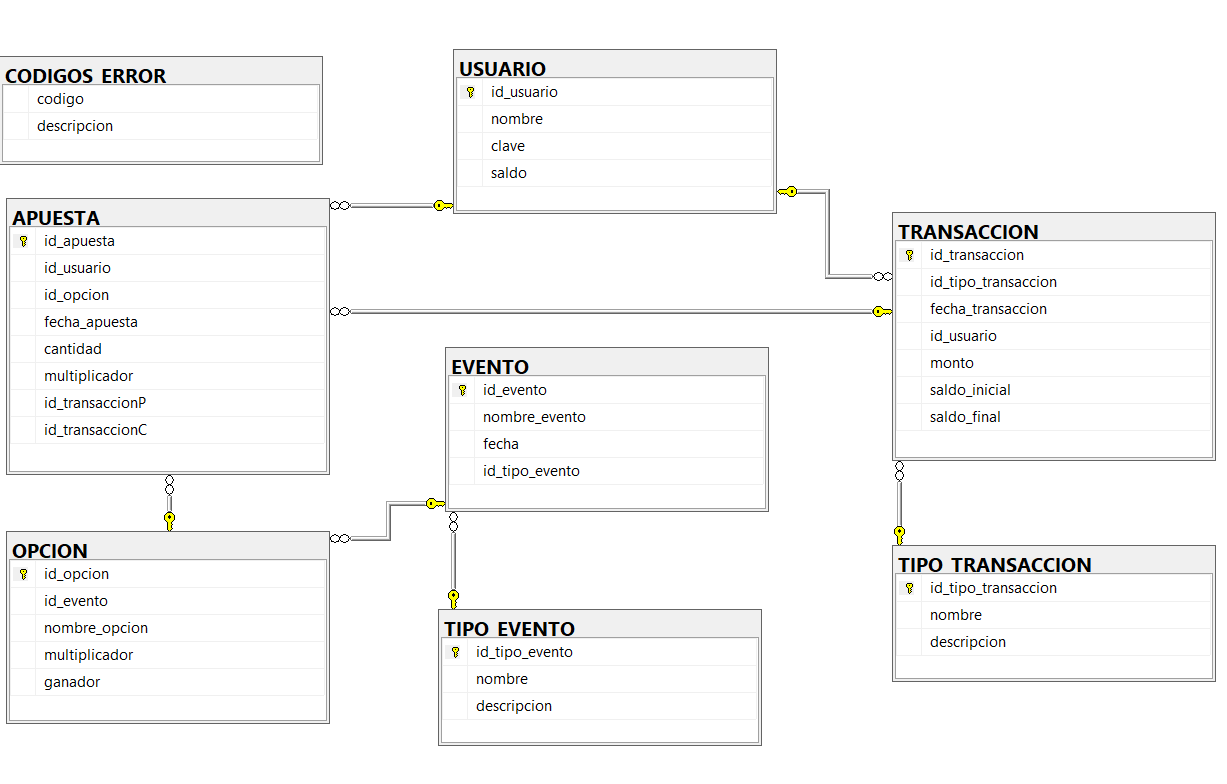 CODIGOS_ERROR
codigo
descripcion
USUARIO
id_usuario
nombre
clave
saldo
APUESTA
id_apuesta
id_usuario
id_opcion
fecha_apuesta
cantidad
multiplicador
id_transaccionP
id_transaccionC
TRANSACCION
id_transaccion
id_tipo_transaccion
fecha_transaccion
id_usuario
monto
saldo_inicial
saldo_final
EVENTO
id_evento
nombre_evento
fecha
id_tipo_evento
OPCION
id_opcion
id_evento
nombre_opcion
multiplicador
ganador
TIPO_EVENTO
id_tipo_evento
nombre
descripcion
TIPO_TRANSACCION
id_tipo_transaccion
nombre
descripcion